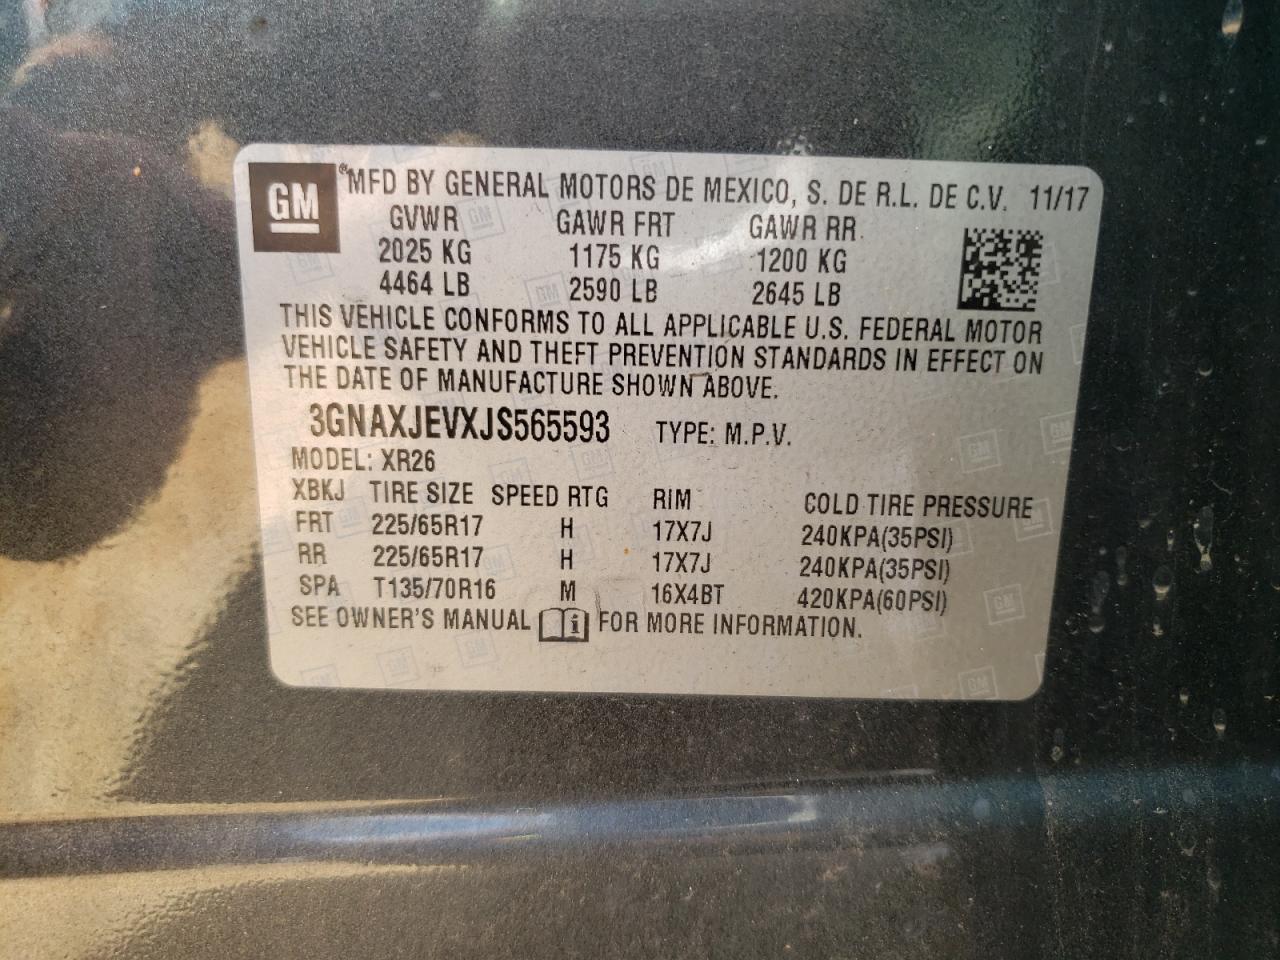 GM ®MFD BY GENERAL MOTORS DE MEXICO, S. DE R.L. DE C.V. 11/17
GVWR GAWR FRT GAWR RR
2025 KG 1175 KG 1200 KG
4464 LB 2590 LB 2645 LB
THIS VEHICLE CONFORMS TO ALL APPLICABLE U.S. FEDERAL MOTOR
VEHICLE SAFETY AND THEFT PREVENTION STANDARDS IN EFFECT ON
THE DATE OF MANUFACTURE SHOWN ABOVE.
3GNAXJEVXJS565593 TYPE: M.P.V.
MODEL: XR26
XBKJ TIRE SIZE SPEED RTG RIM COLD TIRE PRESSURE
FRT 225/65R17 H 17X7J 240KPA(35PSI)
RR 225/65R17 H 17X7J 240KPA(35PSI)
SPA T135/70R16 M 16X4BT 420KPA(60PSI)
SEE OWNER'S MANUAL FOR MORE INFORMATION.